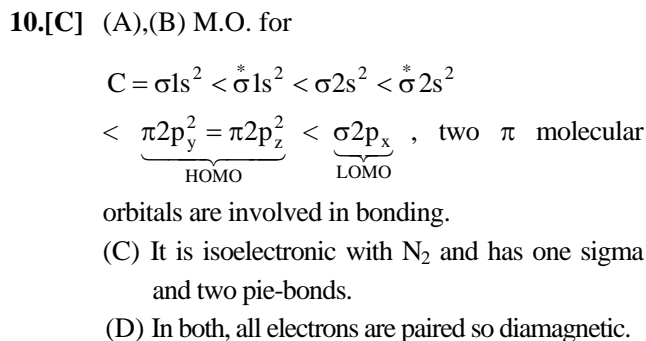 10.[C] (A),(B) M.O. for
C = σ1s² < σ*1s² < σ2s² < σ*2s²
< π2p_y² = π2p_z² < σ2p_x , two π molecular
HOMO LOMO
orbitals are involved in bonding.
(C) It is isoelectronic with N₂ and has one sigma
and two pie-bonds.
(D) In both, all electrons are paired so diamagnetic.